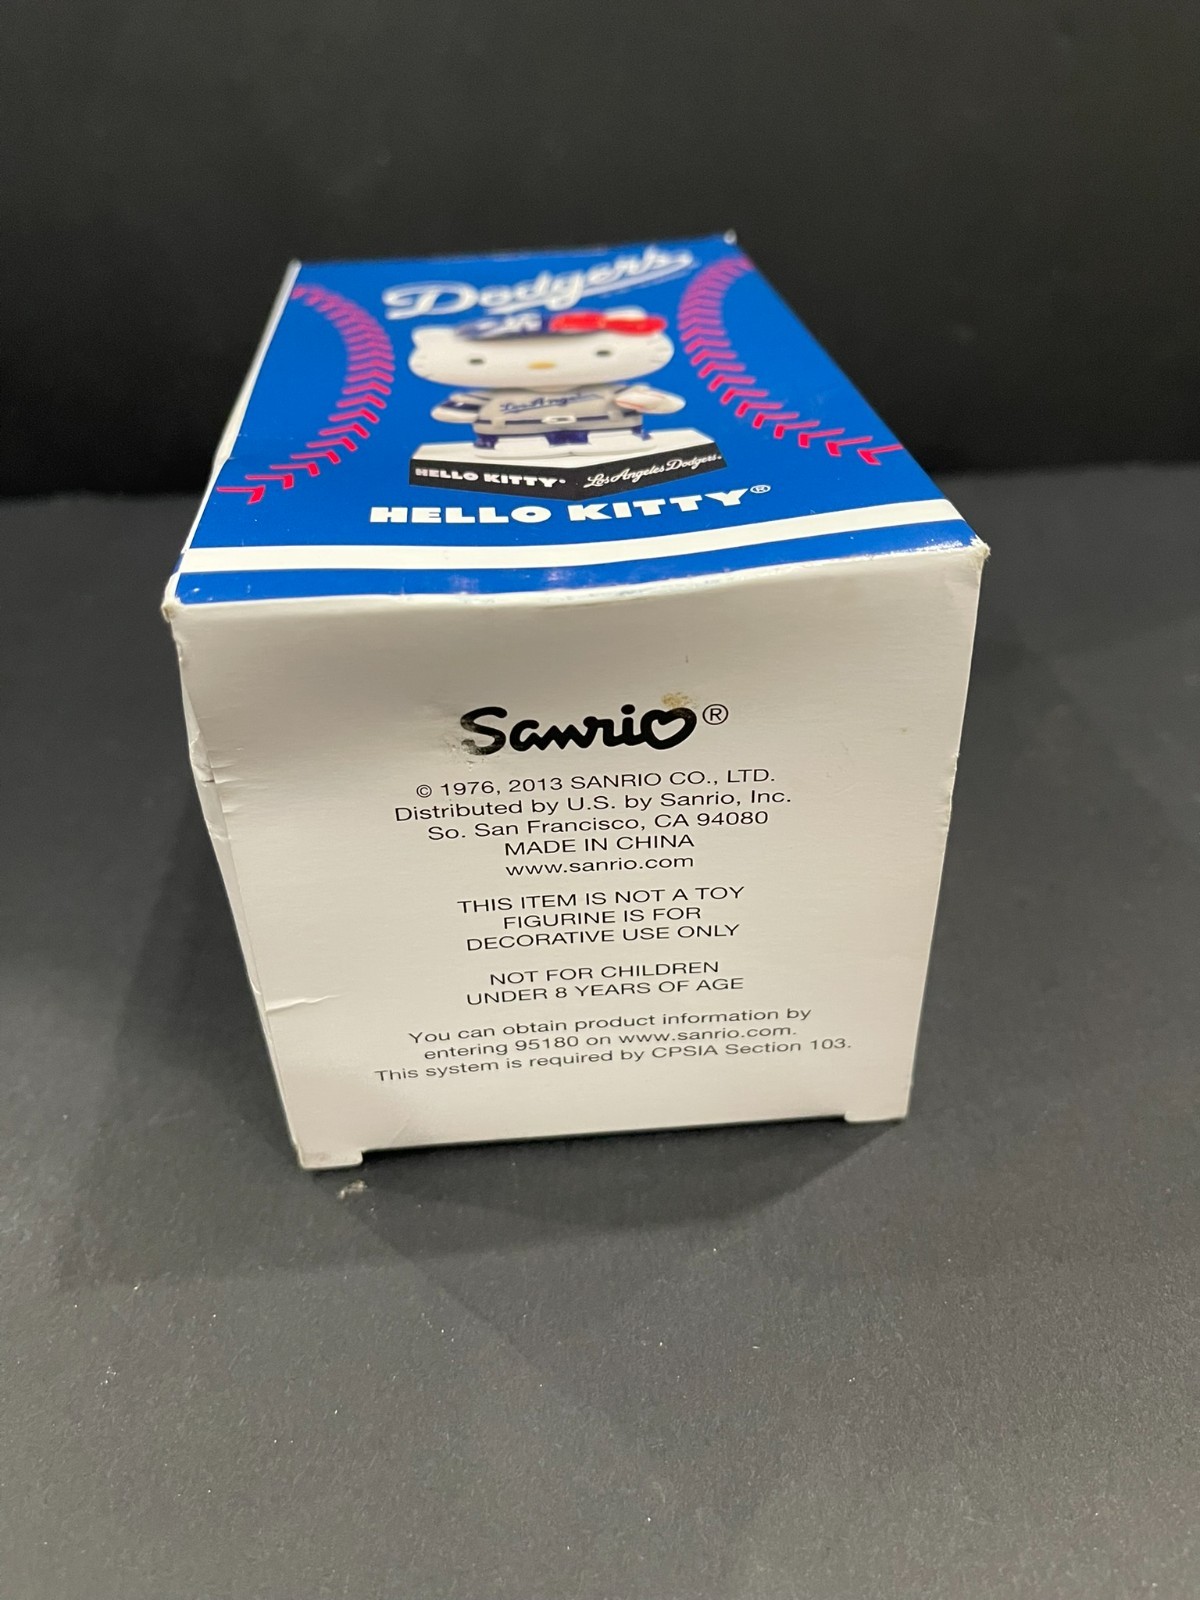 Dodgers
Los Angeles
HELLO KITTY® Los Angeles Dodgers
HELLO KITTY®
Sanrio®
© 1976, 2013 SANRIO CO., LTD.
Distributed by U.S. by Sanrio, Inc.
So. San Francisco, CA 94080
MADE IN CHINA
www.sanrio.com
THIS ITEM IS NOT A TOY
FIGURINE IS FOR
DECORATIVE USE ONLY
NOT FOR CHILDREN
UNDER 8 YEARS OF AGE
You can obtain product information by
entering 95180 on www.sanrio.com.
This system is required by CPSIA Section 103.